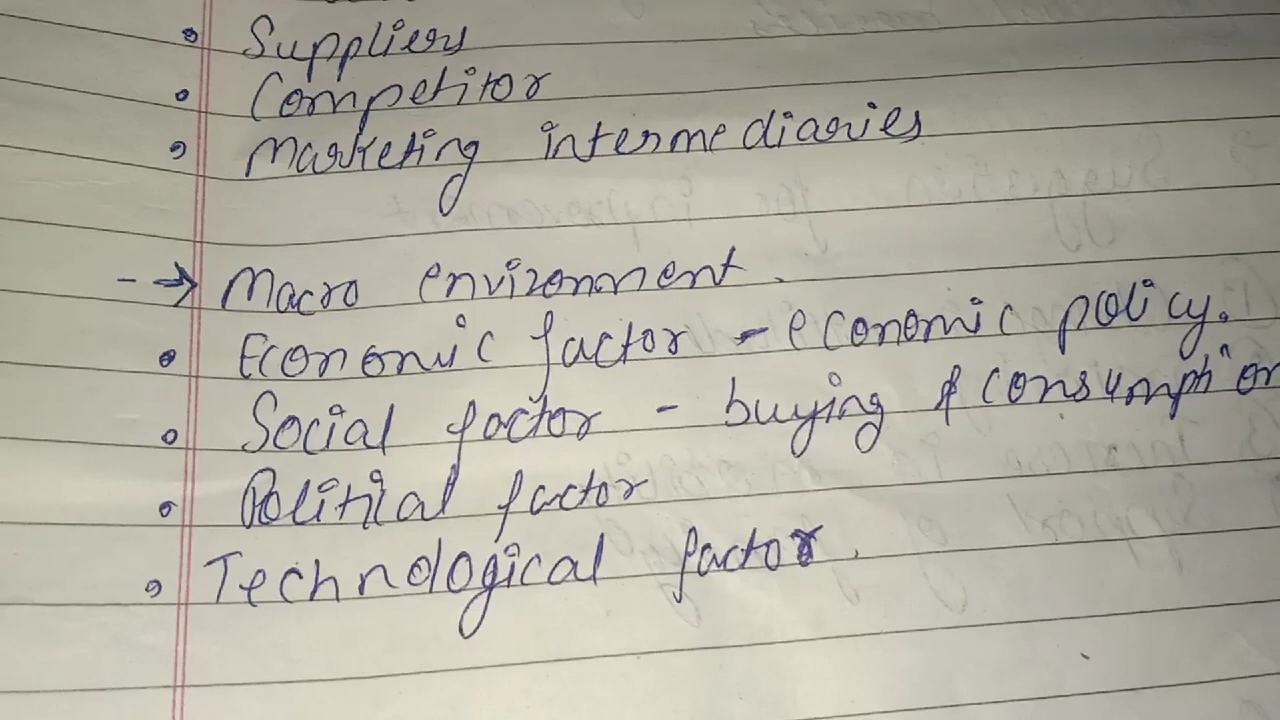 • Suppliers
• Competitor
• Marketing intermediaries
-→ Macro environment.
• Economic factor - economic policy.
• Social factor - buying & consumption
• Political factor
• Technological factor.